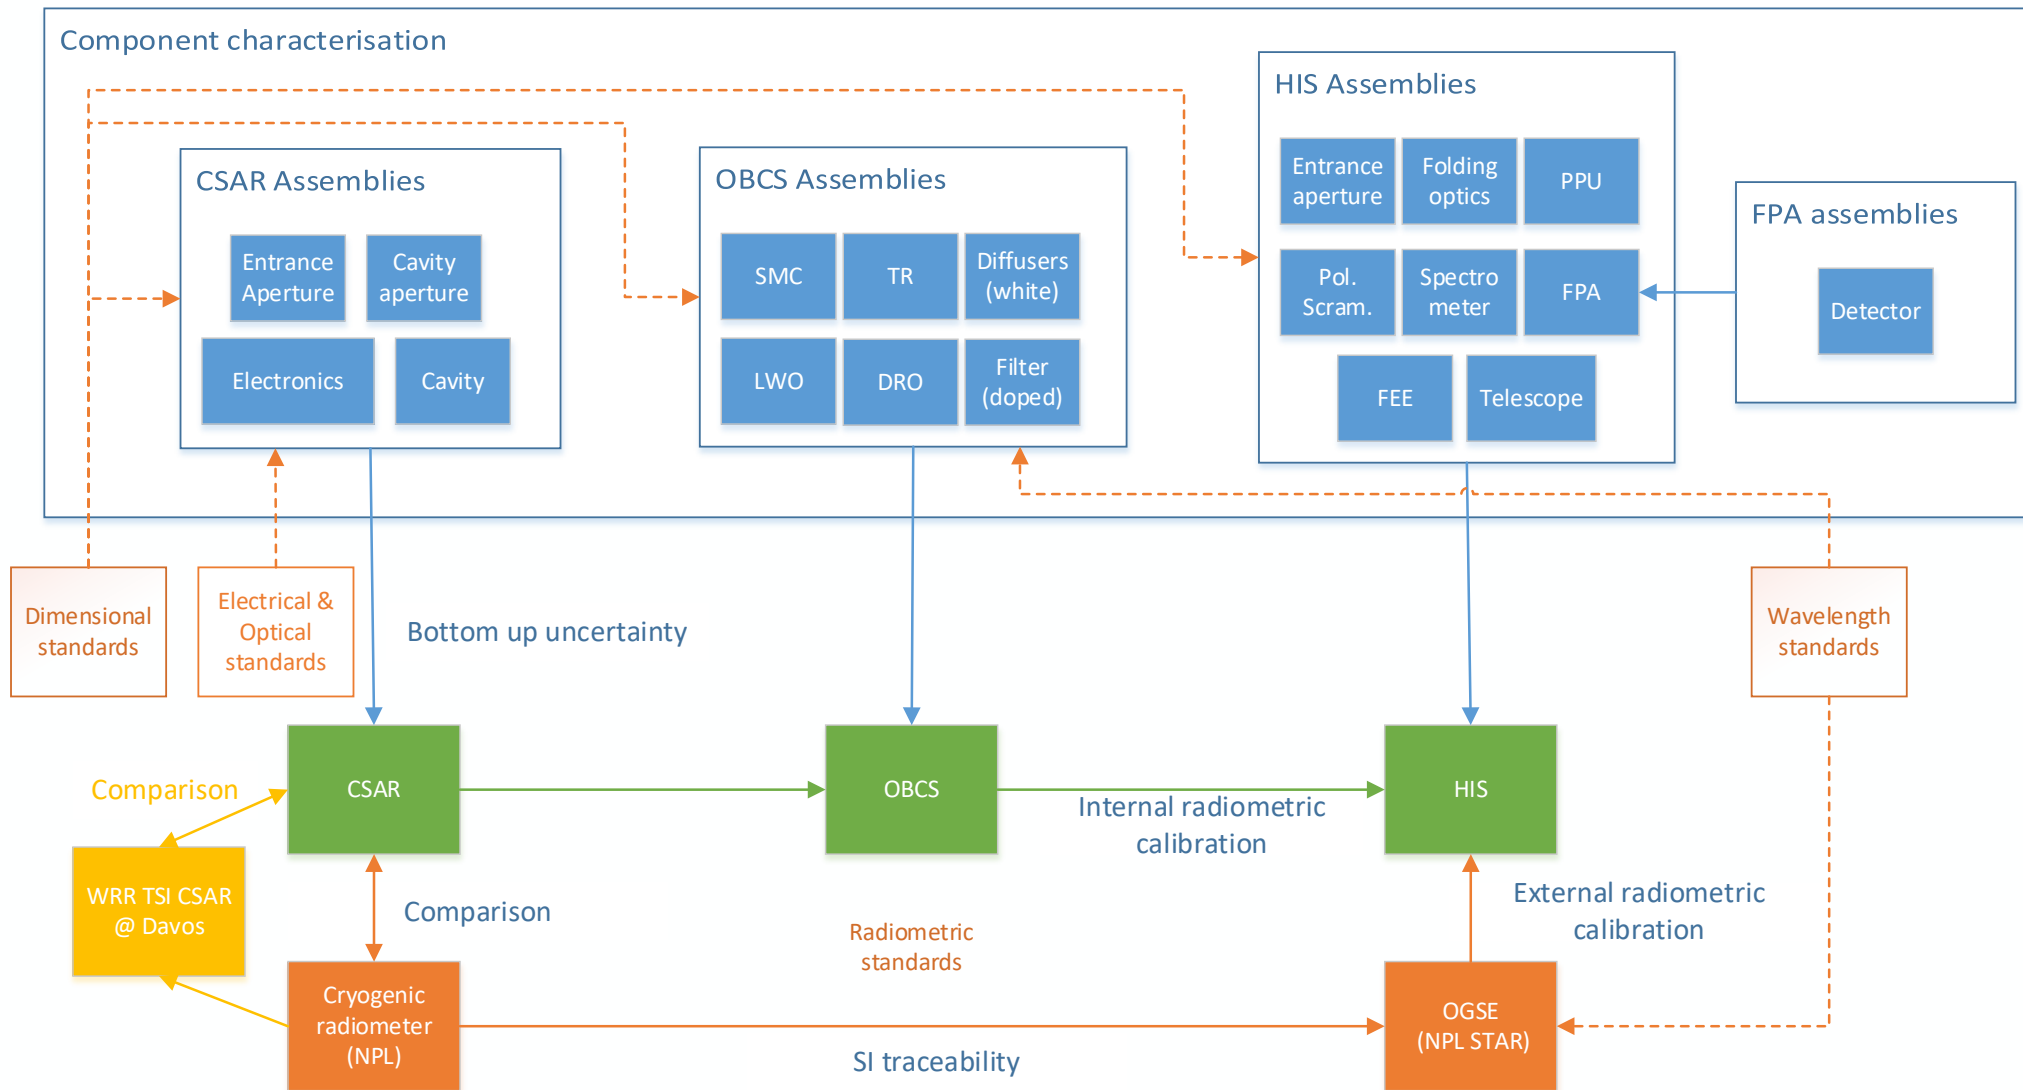 Component characterisation
HIS Assemblies
Entrance
aperture
Folding
optics
PPU
CSAR Assemblies
OBCS Assemblies
FPA assemblies
Entrance
Aperture
Cavity
aperture
SMC
TR
Diffusers
(white)
Pol.
Scram.
Spectro
meter
FPA
Detector
Electronics
Cavity
LWO
DRO
Filter
(doped)
FEE
Telescope
Dimensional
standards
Electrical &
Optical
standards
Bottom up uncertainty
Wavelength
standards
Comparison
CSAR
OBCS
Internal radiometric
calibration
HIS
WRR TSI CSAR
@ Davos
Comparison
Radiometric
standards
External radiometric
calibration
Cryogenic
radiometer
(NPL)
SI traceability
OGSE
(NPL STAR)